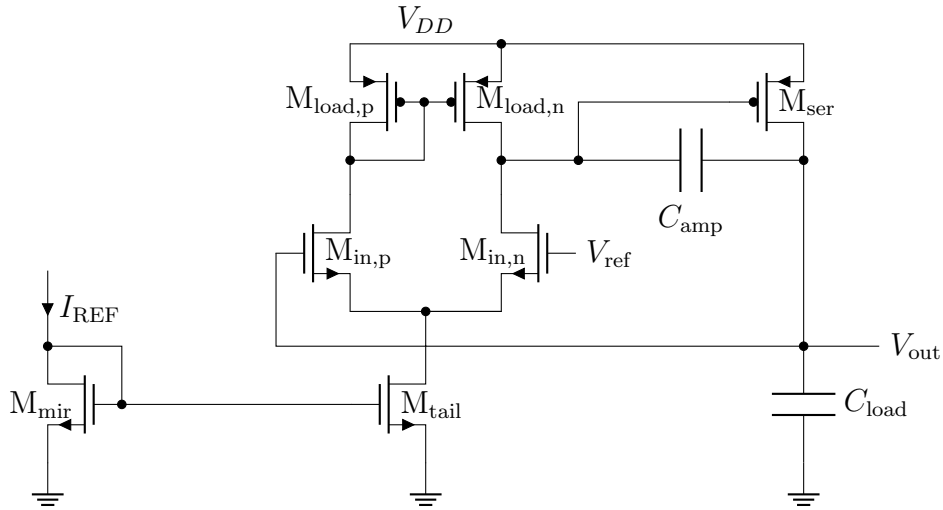 V_DD
M_load,p
M_load,n
M_ser
C_amp
M_in,p
M_in,n
V_ref
I_REF
V_out
M_mir
M_tail
C_load